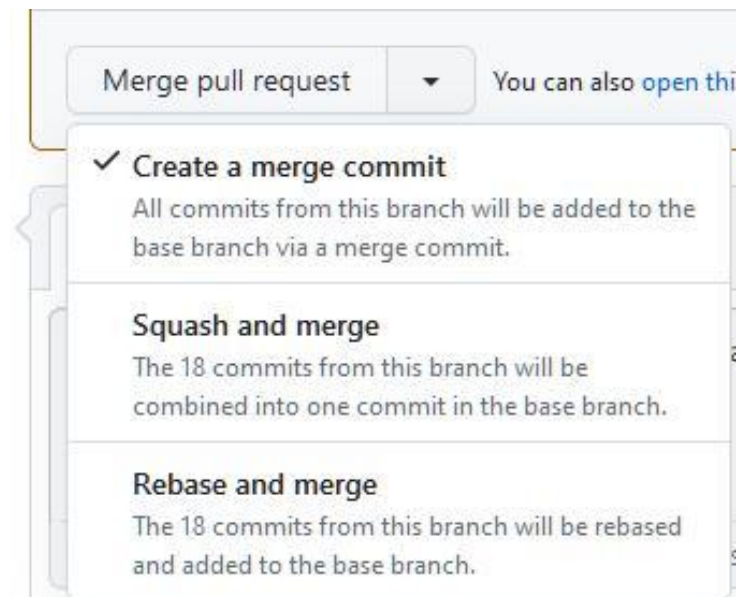 Merge pull request
You can also open thi
Create a merge commit
All commits from this branch will be added to the
base branch via a merge commit.
Squash and merge
The 18 commits from this branch will be
combined into one commit in the base branch.
Rebase and merge
The 18 commits from this branch will be rebased
and added to the base branch.